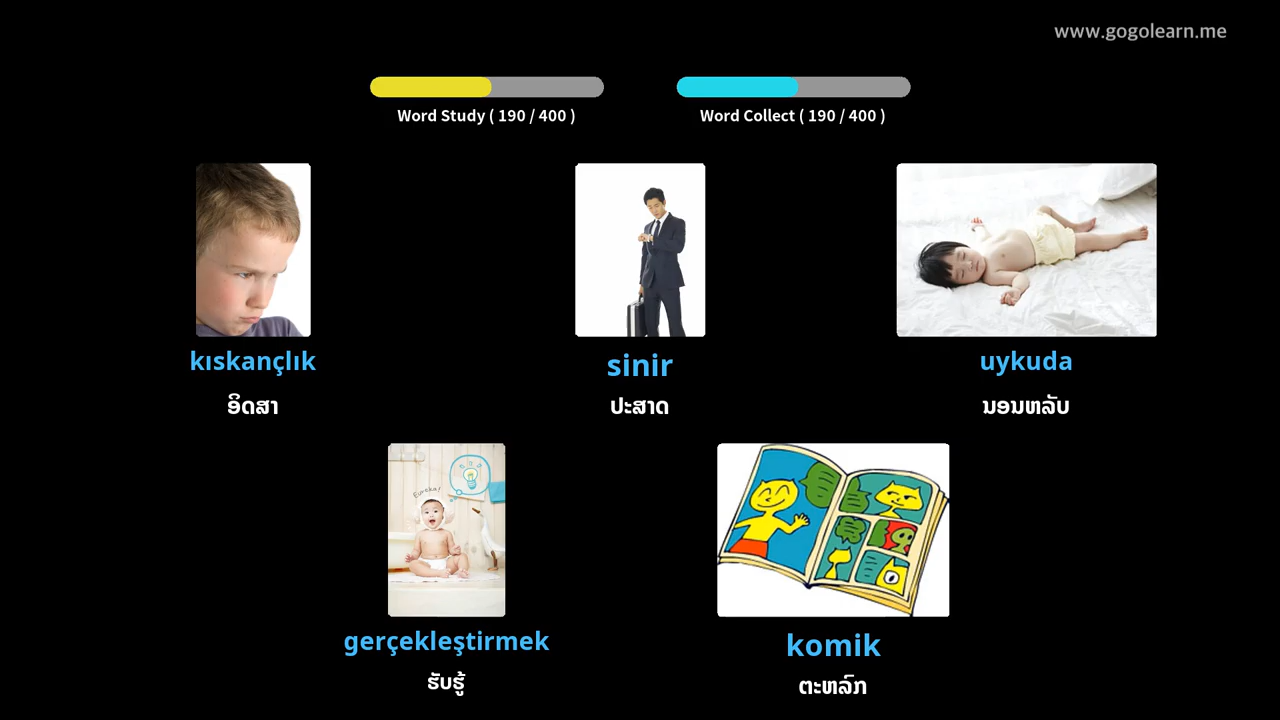 www.gogolearn.me
Word Study ( 190 / 400 )
Word Collect ( 190 / 400 )
kıskançlık
ອິດສາ
sinir
ປະສາດ
uykuda
ນອນຫລັບ
Eureka!
gerçekleştirmek
ຮັບຮູ້
komik
ຕະຫລົກ